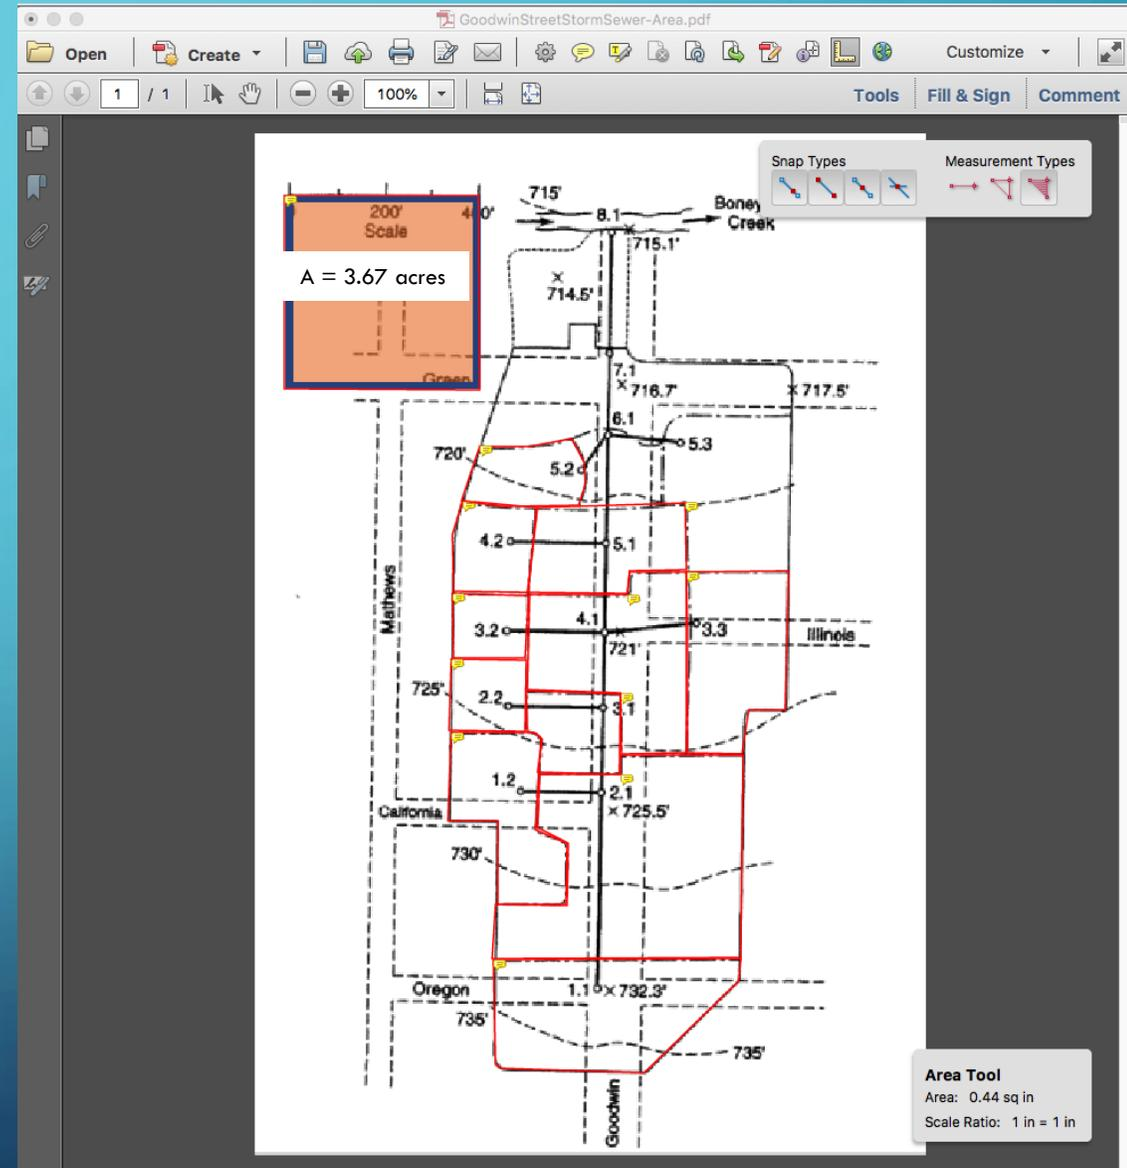 GoodwinStreetStormSewer-Area.pdf
Open
Create
Customize
1 / 1
100%
Tools
Fill & Sign
Comment
Snap Types
Measurement Types
200'
Scale
A = 3.67 acres
715'
8.1
Creek
715.1'
714.5'
7.1
716.7'
717.5'
6.1
5.3
720'
5.2
4.2
5.1
Mathews
4.1
3.2
3.3
721'
Illinois
725'
2.2
3.1
1.2
2.1
725.5'
California
730'
Oregon
1.1
732.3'
735'
735'
Goodwin
Area Tool
Area: 0.44 sq in
Scale Ratio: 1 in = 1 in